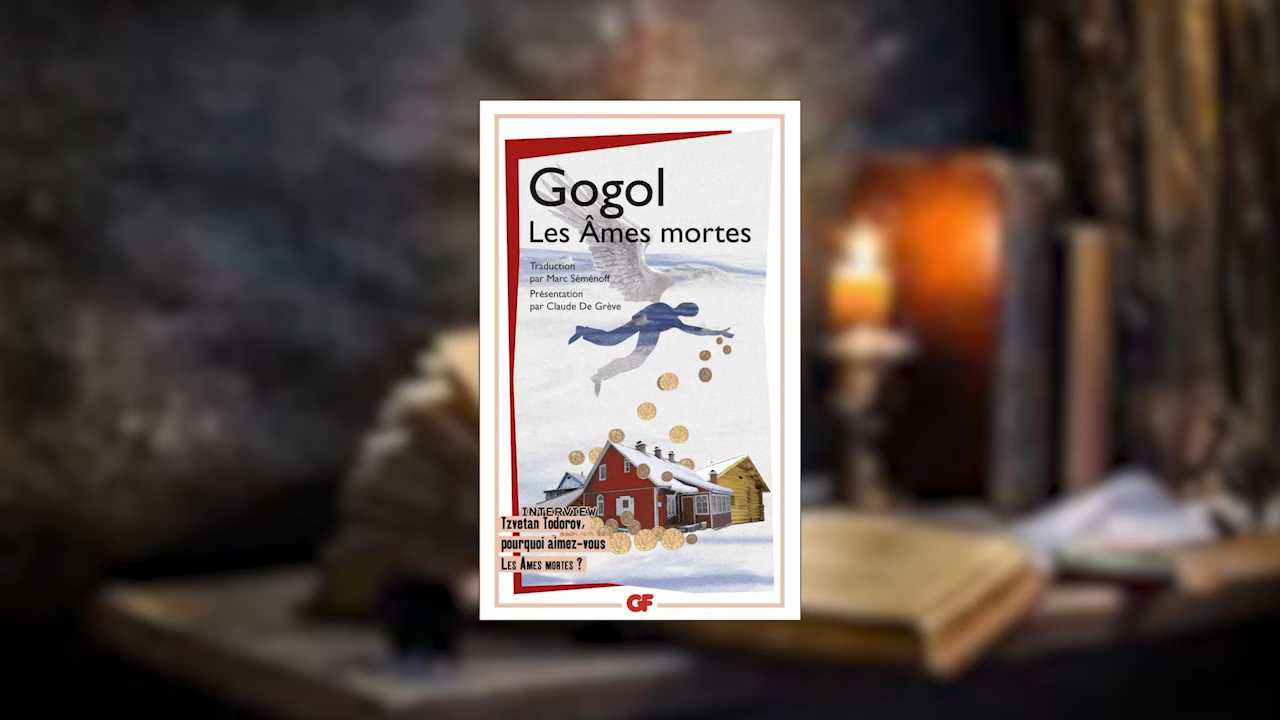 Gogol
Les Âmes mortes
Traduction
par Marc Séménoff
Présentation
par Claude De Grève
INTERVIEW
Tzvetan Todorov,
pourquoi aimez-vous
LES ÂMES MORTES ?
GF